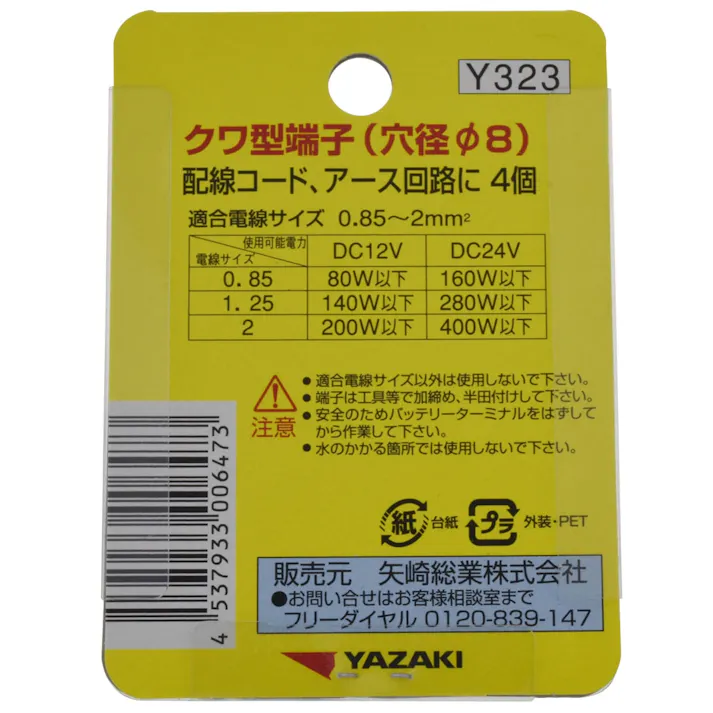 Y323
クワ型端子(穴径φ8)
配線コード、アース回路に 4個
適合電線サイズ 0.85～2mm²
使用可能電力
電線サイズ
DC12V DC24V
0.85 80W以下 160W以下
1.25 140W以下 280W以下
2 200W以下 400W以下
注意
●適合電線サイズ以外は使用しないで下さい。
●端子は工具等で加締め、半田付けして下さい。
●安全のためバッテリーターミナルをはずして
から作業して下さい。
●水のかかる箇所では使用しないで下さい。
4 537933 006473
紙 台紙 プラ 外装・PET
販売元 矢崎総業株式会社
●お問い合せはお客様相談室まで
フリーダイヤル 0120-839-147
YAZAKI